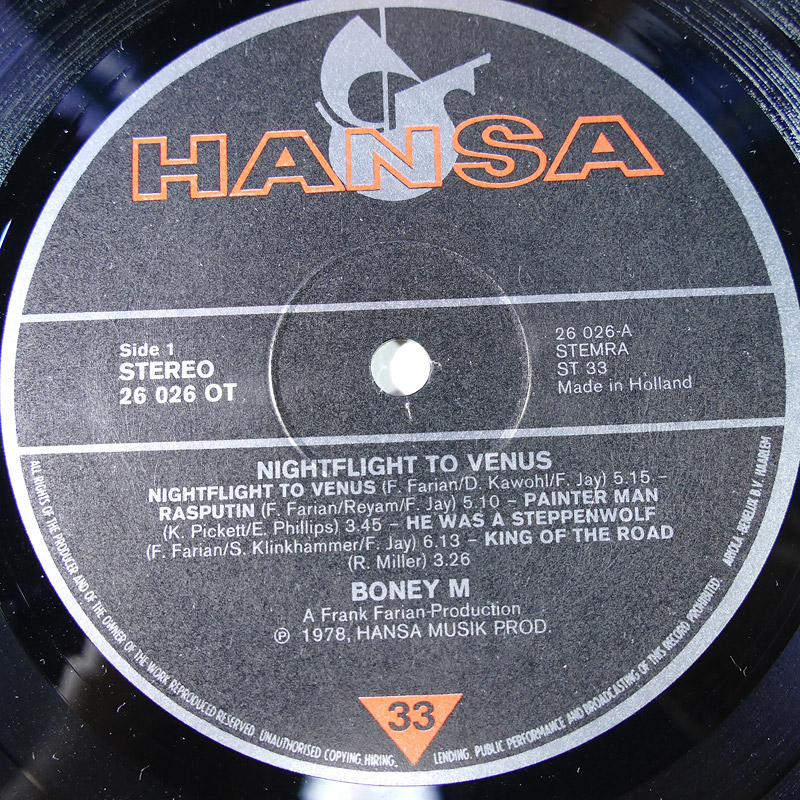 HANSA
Side 1
STEREO
26 026 OT
26 026-A
STEMRA
ST 33
Made in Holland
NIGHTFLIGHT TO VENUS
NIGHTFLIGHT TO VENUS (F. Farian/D. Kawohl/F. Jay) 5.15 –
RASPUTIN (F. Farian/Reyam/F. Jay) 5.10 – PAINTER MAN
(K. Pickett/E. Phillips) 3.45 – HE WAS A STEPPENWOLF
(F. Farian/S. Klinkhammer/F. Jay) 6.13 – KING OF THE ROAD
(R. Miller) 3.26
BONEY M
A Frank Farian-Production
℗ 1978, HANSA MUSIK PROD.
33
ALL RIGHTS OF THE PRODUCER AND OF THE OWNER OF THE WORK REPRODUCED RESERVED. UNAUTHORISED COPYING, HIRING, LENDING, PUBLIC PERFORMANCE AND BROADCASTING OF THIS RECORD PROHIBITED. ARIOLA-BENELUX B.V. HAARLEM